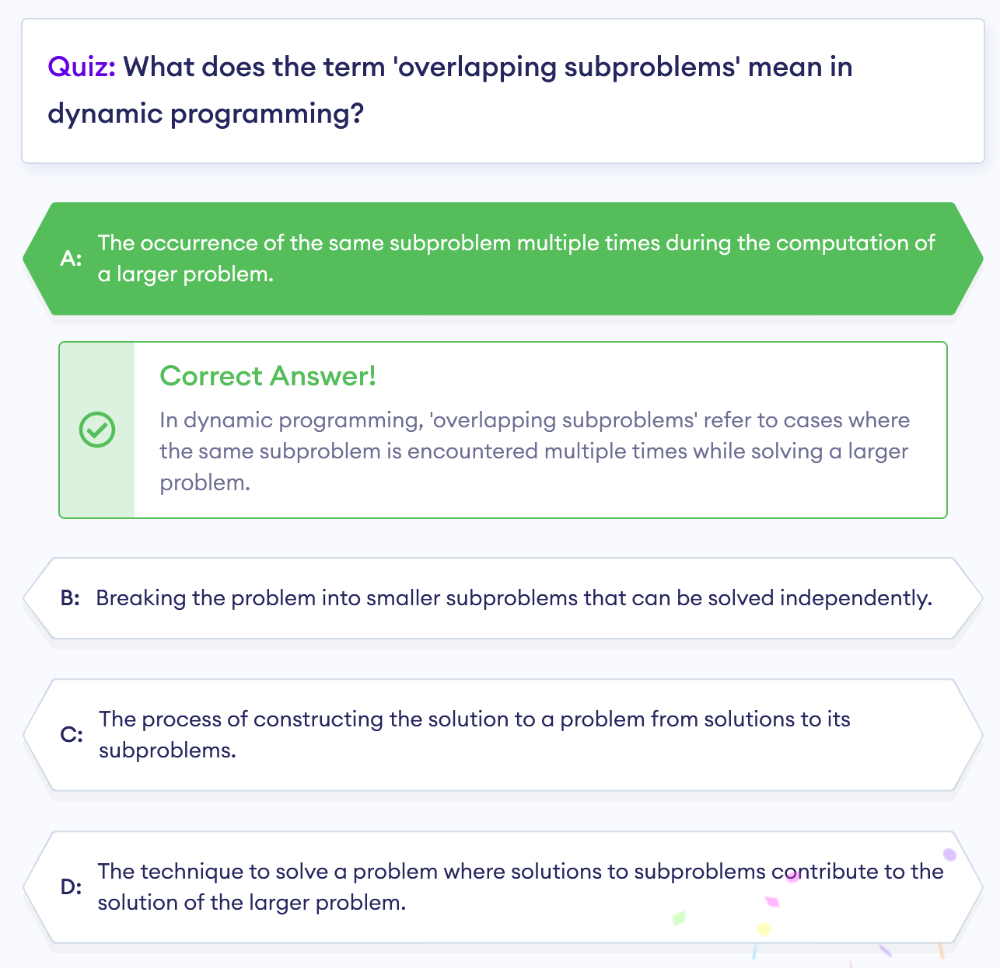 Quiz: What does the term 'overlapping subproblems' mean in
dynamic programming?
A: The occurrence of the same subproblem multiple times during the computation of
a larger problem.
Correct Answer!
In dynamic programming, 'overlapping subproblems' refer to cases where
the same subproblem is encountered multiple times while solving a larger
problem.
B: Breaking the problem into smaller subproblems that can be solved independently.
C: The process of constructing the solution to a problem from solutions to its
subproblems.
D: The technique to solve a problem where solutions to subproblems contribute to the
solution of the larger problem.